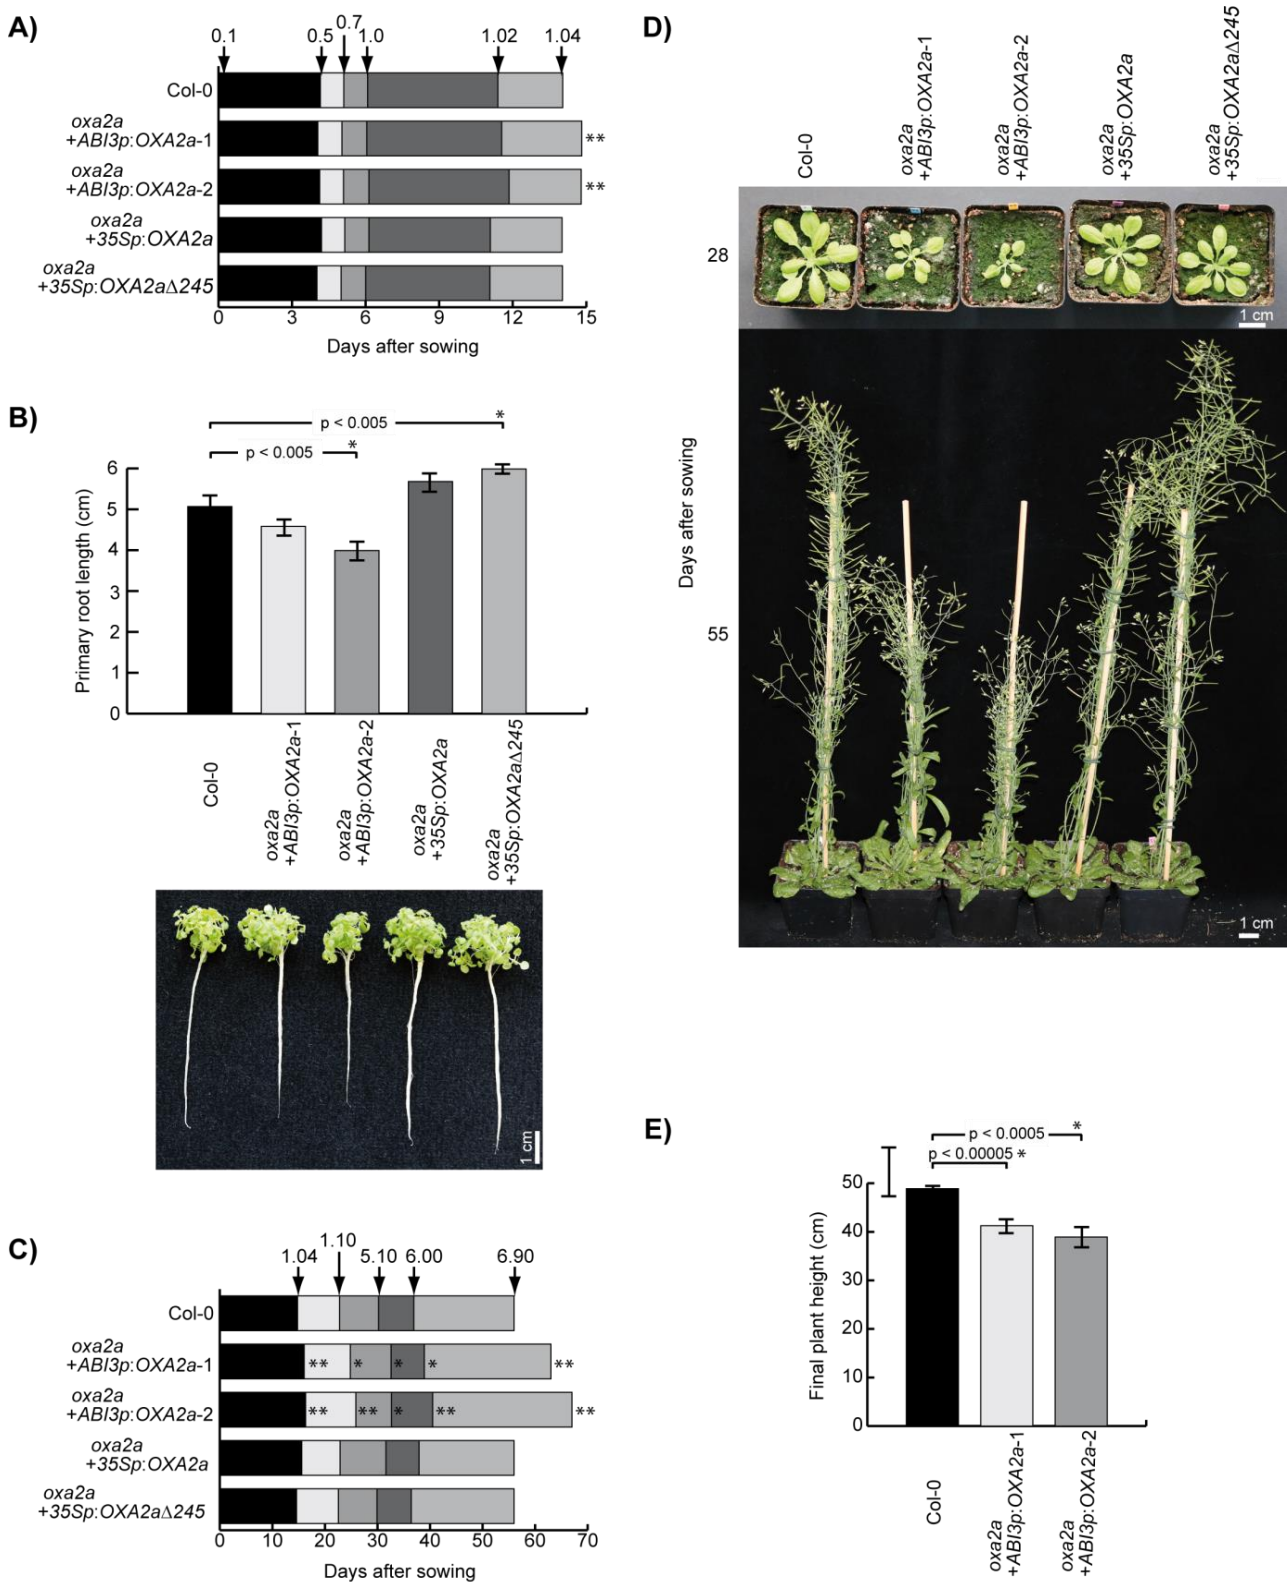 A)
0.1 0.5 0.7 1.0 1.02 1.04
Col-0
oxa2a
+ABI3p:OXA2a-1
**
oxa2a
+ABI3p:OXA2a-2
**
oxa2a
+35Sp:OXA2a
oxa2a
+35Sp:OXA2aΔ245
0 3 6 9 12 15
Days after sowing
B)
p < 0.005 *
p < 0.005 *
Primary root length (cm)
6
5
4
3
2
1
0
Col-0
oxa2a
+ABI3p:OXA2a-1
oxa2a
+ABI3p:OXA2a-2
oxa2a
+35Sp:OXA2a
oxa2a
+35Sp:OXA2aΔ245
1 cm
C)
1.04 1.10 5.10 6.00 6.90
Col-0
oxa2a
+ABI3p:OXA2a-1
** * * * **
oxa2a
+ABI3p:OXA2a-2
** ** * ** **
oxa2a
+35Sp:OXA2a
oxa2a
+35Sp:OXA2aΔ245
0 10 20 30 40 50 60 70
Days after sowing
D)
Col-0
oxa2a
+ABI3p:OXA2a-1
oxa2a
+ABI3p:OXA2a-2
oxa2a
+35Sp:OXA2a
oxa2a
+35Sp:OXA2aΔ245
28
1 cm
Days after sowing
55
1 cm
E)
p < 0.0005 *
p < 0.00005 *
Final plant height (cm)
50
40
30
20
10
0
Col-0
oxa2a
+ABI3p:OXA2a-1
oxa2a
+ABI3p:OXA2a-2